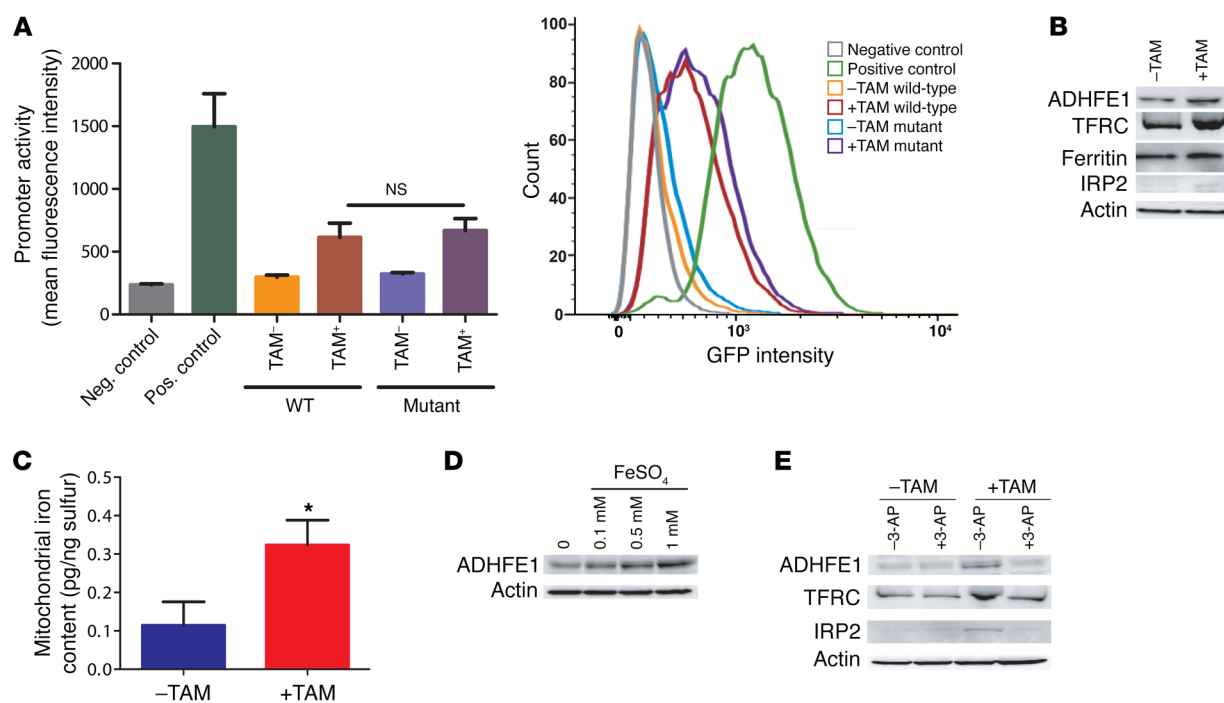 A
Promoter activity
(mean fluorescence intensity)
2000
1500
1000
500
0
NS
Neg. control
Pos. control
TAM⁻
TAM⁺
TAM⁻
TAM⁺
WT
Mutant
Count
100
80
60
40
20
0
0
10³
10⁴
GFP intensity
Negative control
Positive control
–TAM wild-type
+TAM wild-type
–TAM mutant
+TAM mutant
B
–TAM
+TAM
ADHFE1
TFRC
Ferritin
IRP2
Actin
C
Mitochondrial iron
content (pg/ng sulfur)
0.5
0.4
0.3
0.2
0.1
0.0
*
–TAM
+TAM
D
FeSO₄
0
0.1 mM
0.5 mM
1 mM
ADHFE1
Actin
E
–TAM
+TAM
–3-AP
+3-AP
–3-AP
+3-AP
ADHFE1
TFRC
IRP2
Actin